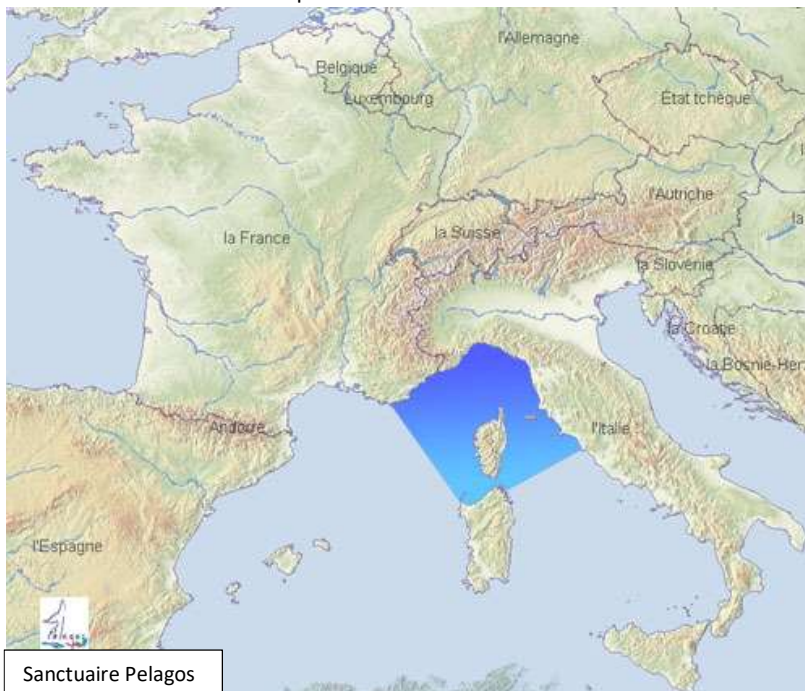 l'Allemagne
Belgique
Luxembourg
État tchèque
l'Autriche
la France
la Suisse
la Slovénie
la Croatie
la Bosnie-Her
Andorre
l'Italie
l'Espagne
Pelagos
Sanctuaire Pelagos